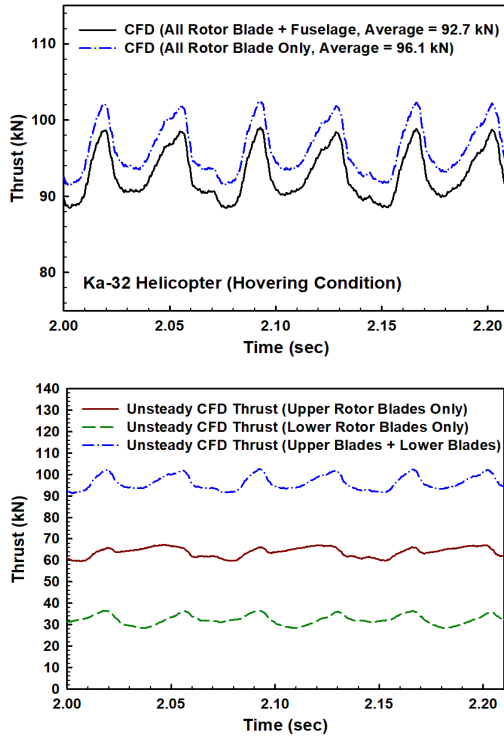 CFD (All Rotor Blade + Fuselage, Average = 92.7 kN)
CFD (All Rotor Blade Only, Average = 96.1 kN)
110
100
90
80
Thrust (kN)
Ka-32 Helicopter (Hovering Condition)
2.00 2.05 2.10 2.15 2.20
Time (sec)
Unsteady CFD Thrust (Upper Rotor Blades Only)
Unsteady CFD Thrust (Lower Rotor Blades Only)
Unsteady CFD Thrust (Upper Blades + Lower Blades)
140
130
120
110
100
90
80
70
60
50
40
30
20
10
0
Thrust (kN)
2.00 2.05 2.10 2.15 2.20
Time (sec)